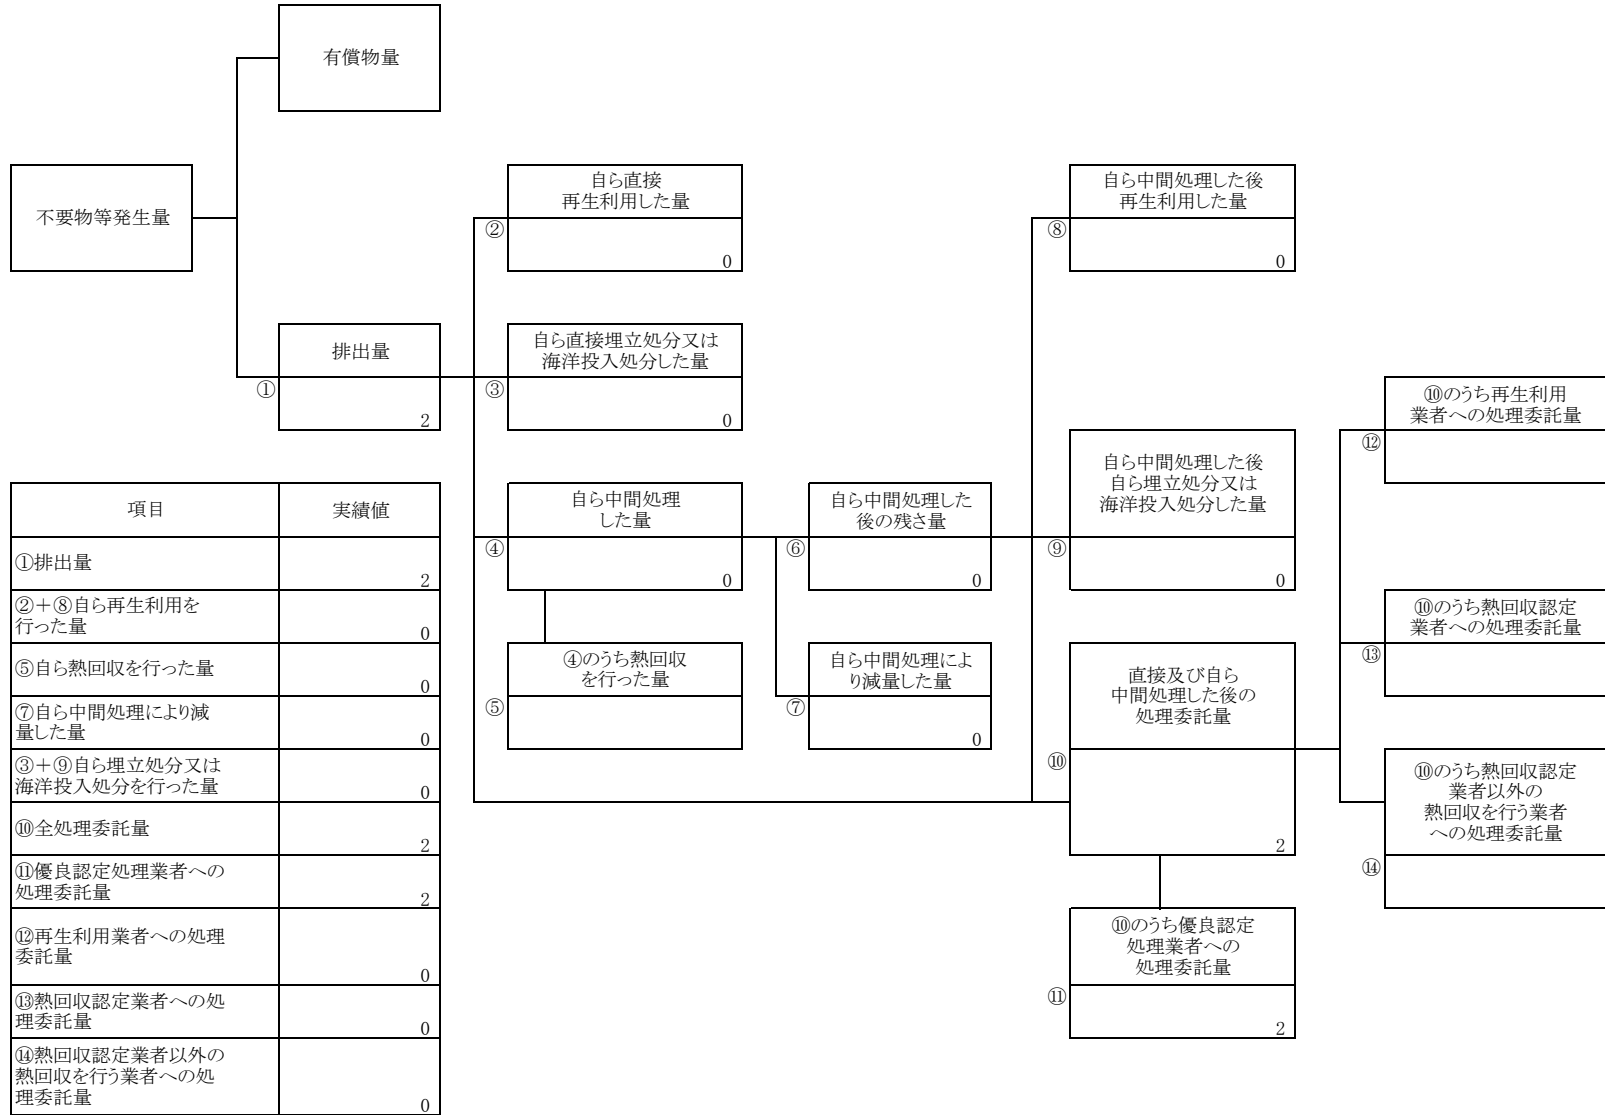 有償物量
不要物等発生量
自ら直接
再生利用した量
②
0
自ら中間処理した後
再生利用した量
⑧
0
排出量
①
2
自ら直接埋立処分又は
海洋投入処分した量
③
0
⑩のうち再生利用
業者への処理委託量
⑫
自ら中間処理
した量
④
0
自ら中間処理した
後の残さ量
⑥
0
自ら中間処理した後
自ら埋立処分又は
海洋投入処分した量
⑨
0
⑩のうち熱回収認定
業者への処理委託量
⑬
④のうち熱回収
を行った量
⑤
自ら中間処理によ
り減量した量
⑦
0
直接及び自ら
中間処理した後の
処理委託量
⑩
2
⑩のうち熱回収認定
業者以外の
熱回収を行う業者
への処理委託量
⑭
⑩のうち優良認定
処理業者への
処理委託量
⑪
2
項目
実績値
①排出量
2
②+⑧自ら再生利用を
行った量
0
⑤自ら熱回収を行った量
0
⑦自ら中間処理により減
量した量
0
③+⑨自ら埋立処分又は
海洋投入処分を行った量
0
⑩全処理委託量
2
⑪優良認定処理業者への
処理委託量
2
⑫再生利用業者への処理
委託量
0
⑬熱回収認定業者への処
理委託量
0
⑭熱回収認定業者以外の
熱回収を行う業者への処
理委託量
0